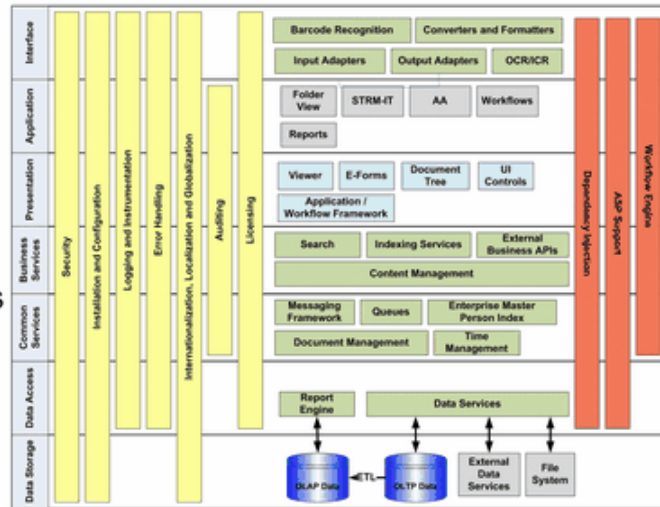 Interface
Barcode Recognition
Converters and Formatters
Input Adapters
Output Adapters
OCR/ICR
Application
Folder
View
STRM-IT
AA
Workflows
Reports
Presentation
Viewer
E-Forms
Document
Tree
UI
Controls
Application /
Workflow Framework
Business
Services
Search
Indexing Services
External
Business APIs
Content Management
Common
Services
Messaging
Framework
Queues
Enterprise Master
Person Index
Document Management
Time
Management
Data Access
Report
Engine
Data Services
Data Storage
OLAP Data
ETL
OLTP Data
External
Data
Services
File
System
Security
Installation and Configuration
Logging and Instrumentation
Error Handling
Internationalization, Localization and Globalization
Auditing
Licensing
Dependency Injection
ASP Support
Workflow Engine